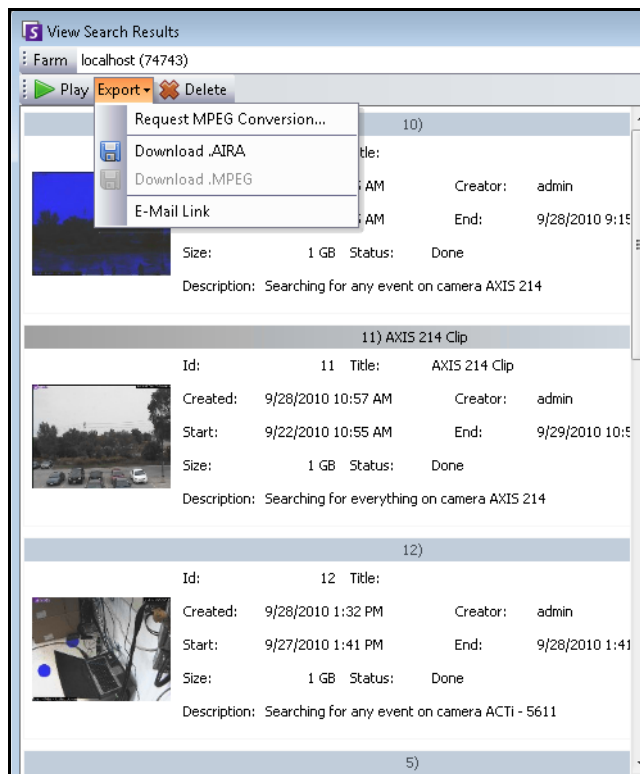 View Search Results
Farm localhost (74743)
Play Export Delete
Request MPEG Conversion...
Download .AIRA
Download .MPEG
E-Mail Link
10)
tle:
AM Creator: admin
AM End: 9/28/2010 9:15
Size: 1 GB Status: Done
Description: Searching for any event on camera AXIS 214
11) AXIS 214 Clip
Id: 11 Title: AXIS 214 Clip
Created: 9/28/2010 10:57 AM Creator: admin
Start: 9/22/2010 10:55 AM End: 9/29/2010 10:5
Size: 1 GB Status: Done
Description: Searching for everything on camera AXIS 214
12)
Id: 12 Title:
Created: 9/28/2010 1:32 PM Creator: admin
Start: 9/27/2010 1:41 PM End: 9/28/2010 1:41
Size: 1 GB Status: Done
Description: Searching for any event on camera ACTi - 5611
5)